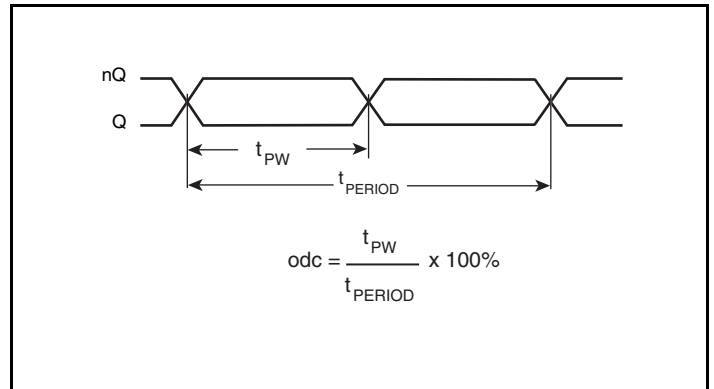 nQ
Q
tPW
tPERIOD
tPW
odc = x 100%
tPERIOD